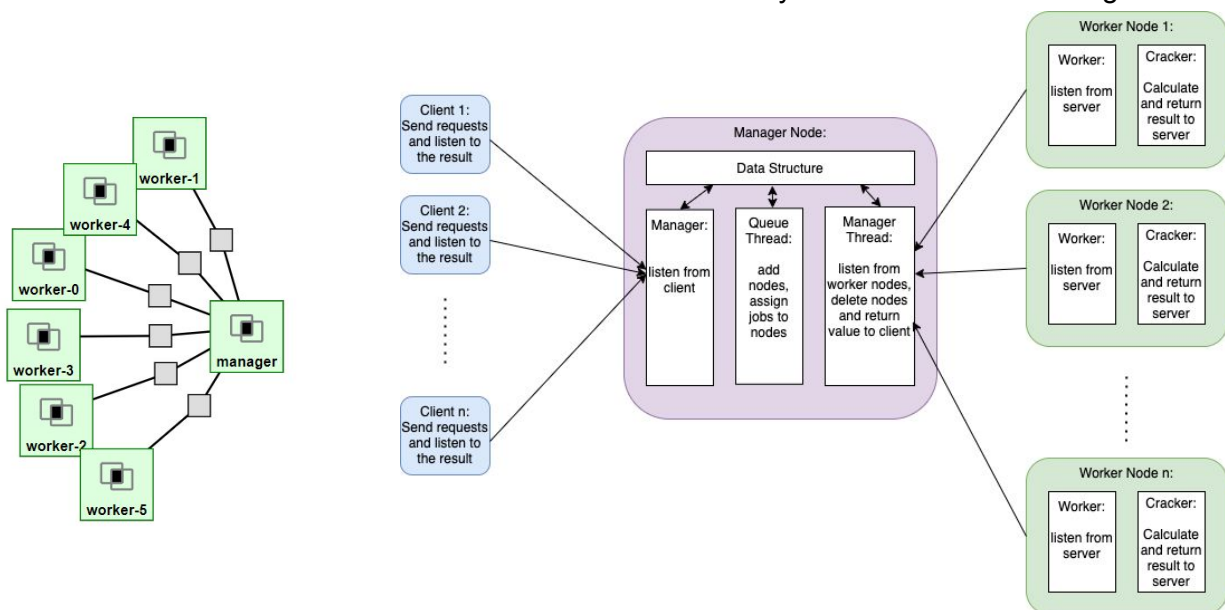 worker-1
worker-4
worker-0
worker-3
manager
worker-2
worker-5
Client 1:
Send requests
and listen to
the result
Client 2:
Send requests
and listen to
the result
Client n:
Send requests
and listen to
the result
Manager Node:
Data Structure
Manager:
listen from
client
Queue
Thread:
add
nodes,
assign
jobs to
nodes
Manager
Thread:
listen from
worker nodes,
delete nodes
and return
value to client
Worker Node 1:
Worker:
listen from
server
Cracker:
Calculate
and return
result to
server
Worker Node 2:
Worker:
listen from
server
Cracker:
Calculate
and return
result to
server
Worker Node n:
Worker:
listen from
server
Cracker:
Calculate
and return
result to
server